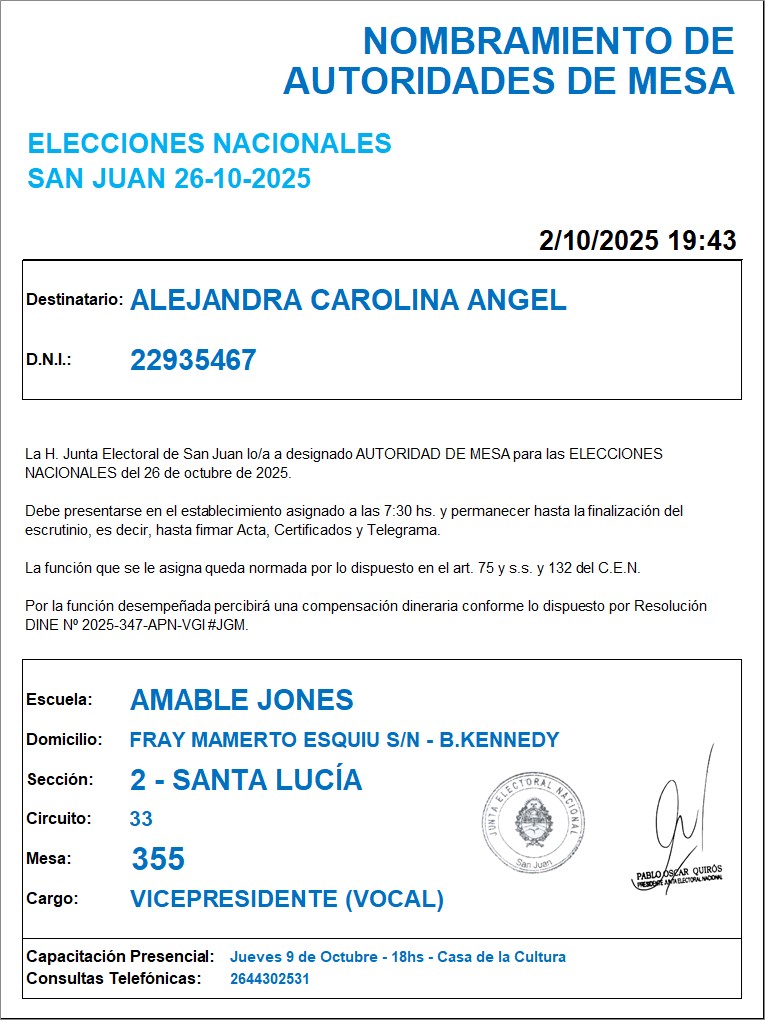 NOMBRAMIENTO DE
AUTORIDADES DE MESA
ELECCIONES NACIONALES
SAN JUAN 26-10-2025
2/10/2025 19:43
Destinatario: ALEJANDRA CAROLINA ANGEL
D.N.I.: 22935467
La H. Junta Electoral de San Juan lo/a a designado AUTORIDAD DE MESA para las ELECCIONES
NACIONALES del 26 de octubre de 2025.
Debe presentarse en el establecimiento asignado a las 7:30 hs. y permanecer hasta la finalización del
escrutinio, es decir, hasta firmar Acta, Certificados y Telegrama.
La función que se le asigna queda normada por lo dispuesto en el art. 75 y s.s. y 132 del C.E.N.
Por la función desempeñada percibirá una compensación dineraria conforme lo dispuesto por Resolución
DINE Nº 2025-347-APN-VGI#JGM.
Escuela: AMABLE JONES
Domicilio: FRAY MAMERTO ESQUIU S/N - B.KENNEDY
Sección: 2 - SANTA LUCÍA
Circuito: 33
Mesa: 355
Cargo: VICEPRESIDENTE (VOCAL)
JUNTA ELECTORAL NACIONAL
San Juan
PABLO OSCAR QUIRÓS
PRESIDENTE JUNTA ELECTORAL NACIONAL
Capacitación Presencial: Jueves 9 de Octubre - 18hs - Casa de la Cultura
Consultas Telefónicas: 2644302531